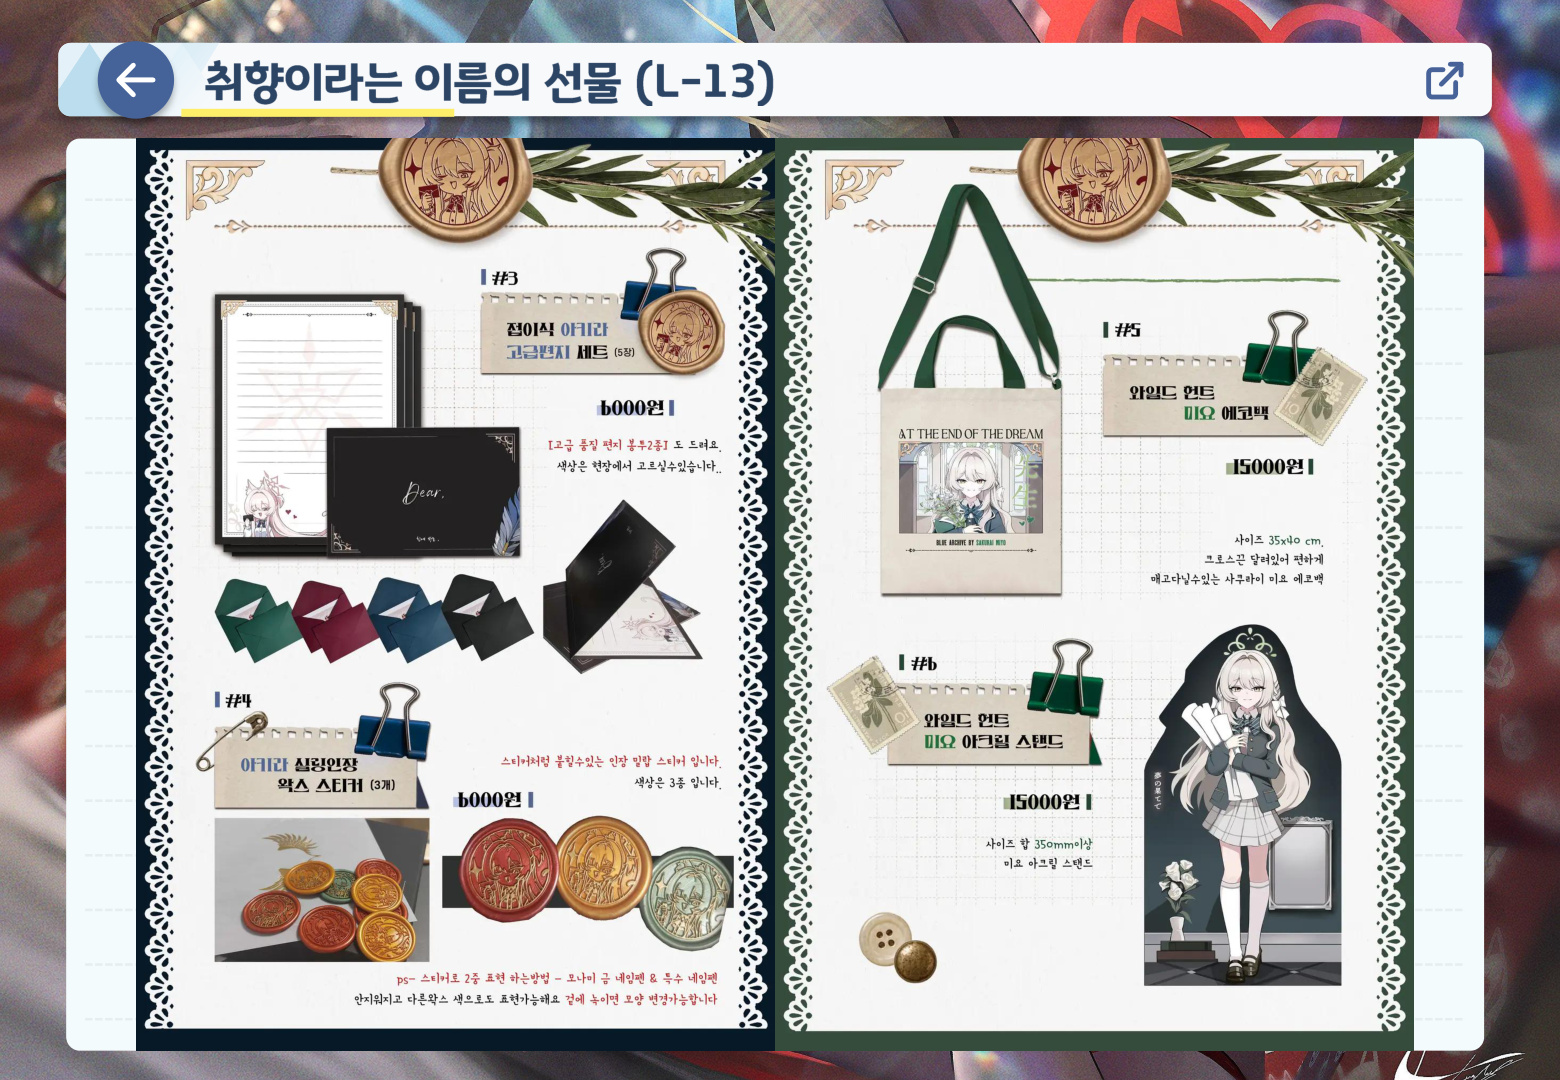 취향이라는 이름의 선물 (L-13)
#3
접이식 아키라
고급편지 세트 (5장)
6000원
[고급 품질 편지 봉투2종] 도 드려요.
색상은 현장에서 고르실수있습니다..
Dear.
#4
아키라 실링인장
왁스 스티커 (3개)
스티커처럼 붙힐수있는 인장 밀랍 스티커 입니다.
색상은 3종 입니다.
6000원
ps- 스티커로 2중 표현 하는방법 - 모나미 금 네임펜 & 특수 네임펜
안지워지고 다른왁스 색으로도 표현가능해요 겉에 녹이면 모양 변경가능합니다
#5
와일드 헌트
미요 에코백
15000원
AT THE END OF THE DREAM
BLUE ARCHIVE BY SAKURAI MIYO
사이즈 35x40 cm.
크로스끈 달려있어 편하게
매고다닐수있는 사쿠라이 미요 에코백
#6
와일드 헌트
미요 아크릴 스탠드
15000원
사이즈 합 350mm이상
미요 아크릴 스탠드
夢の果てで